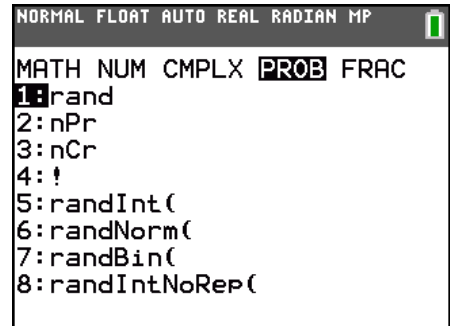 NORMAL FLOAT AUTO REAL RADIAN MP
MATH NUM CMPLX PROB FRAC
1:rand
2:nPr
3:nCr
4:!
5:randInt(
6:randNorm(
7:randBin(
8:randIntNoRep(